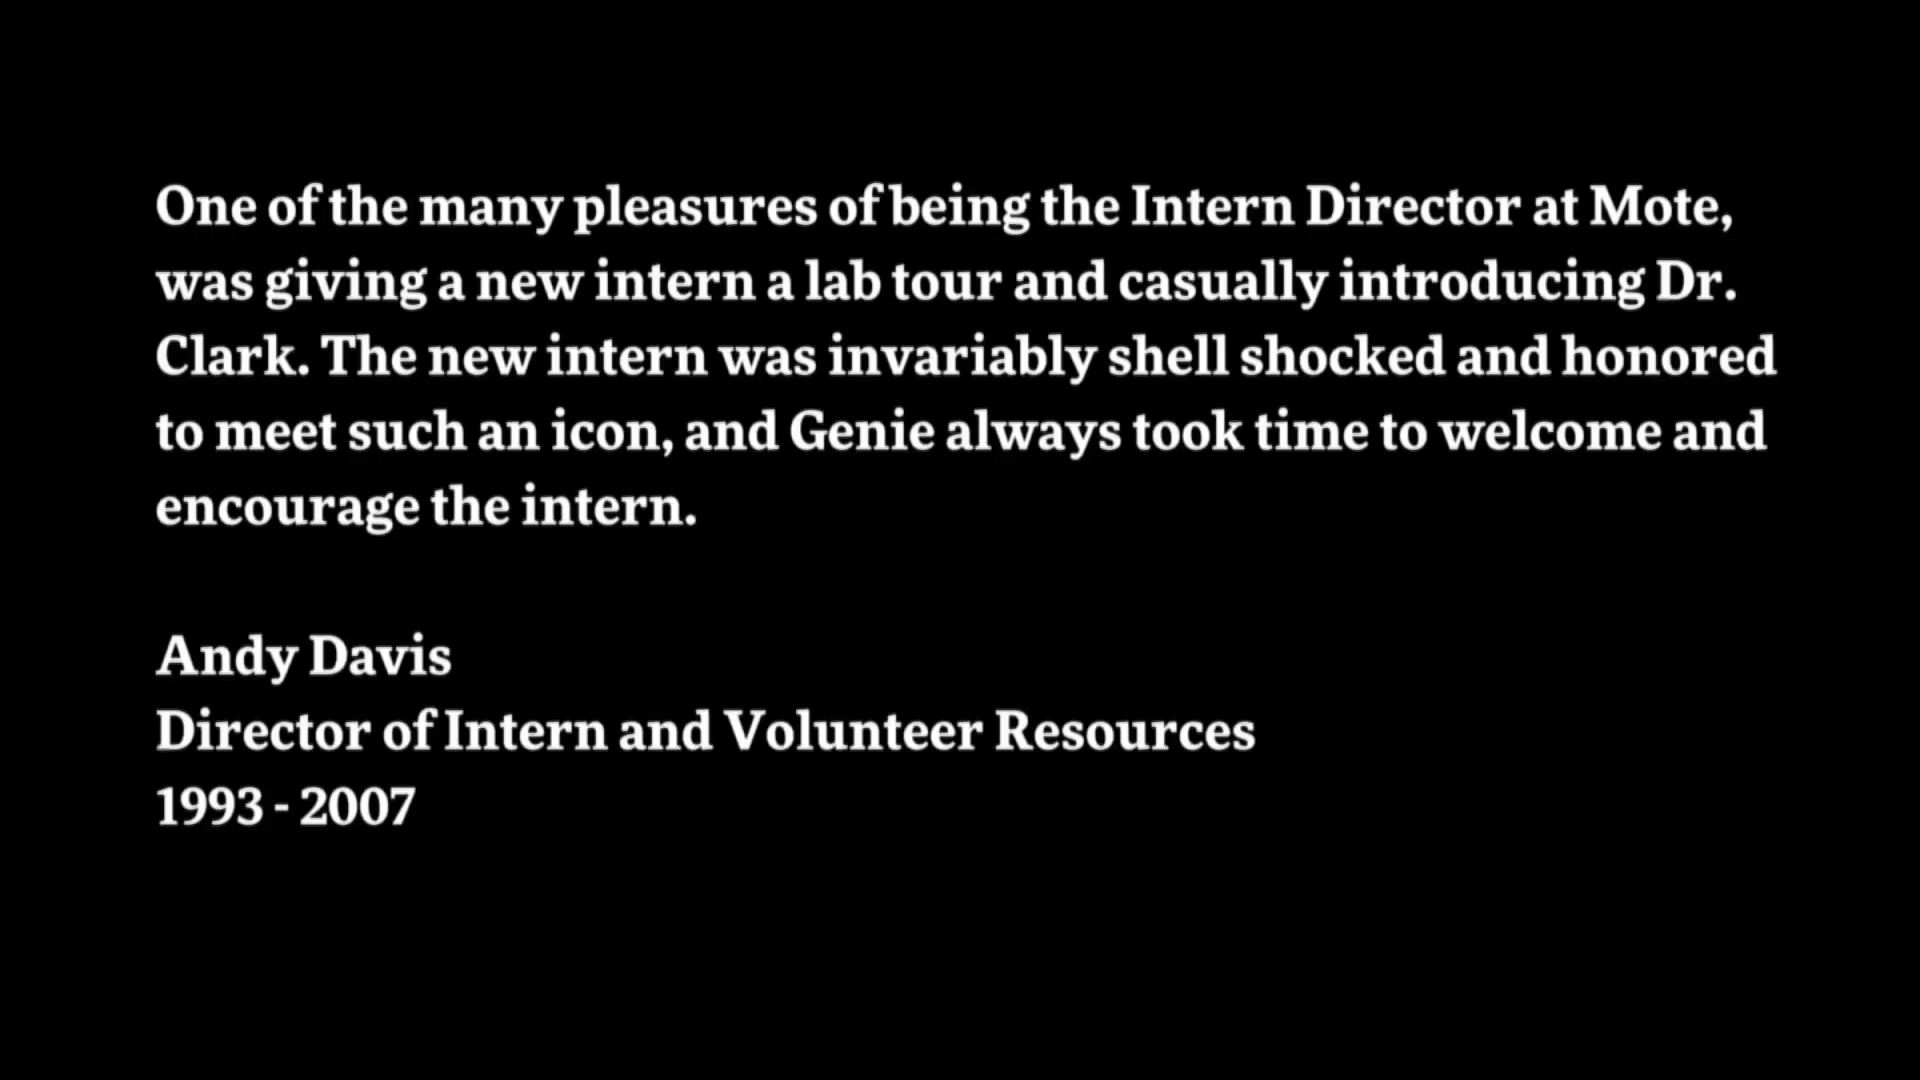 One of the many pleasures of being the Intern Director at Mote,
was giving a new intern a lab tour and casually introducing Dr.
Clark. The new intern was invariably shell shocked and honored
to meet such an icon, and Genie always took time to welcome and
encourage the intern.
Andy Davis
Director of Intern and Volunteer Resources
1993 - 2007